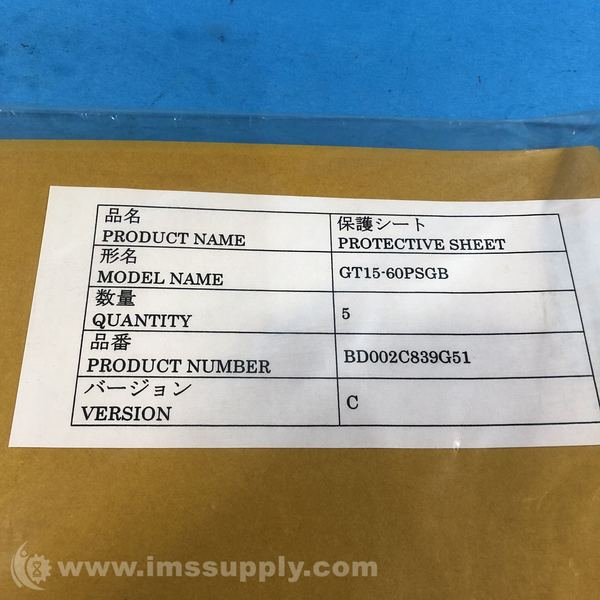 品名
PRODUCT NAME
保護シート
PROTECTIVE SHEET
形名
MODEL NAME
GT15-60PSGB
数量
QUANTITY
5
品番
PRODUCT NUMBER
BD002C839G51
バージョン
VERSION
C
www.imssupply.com